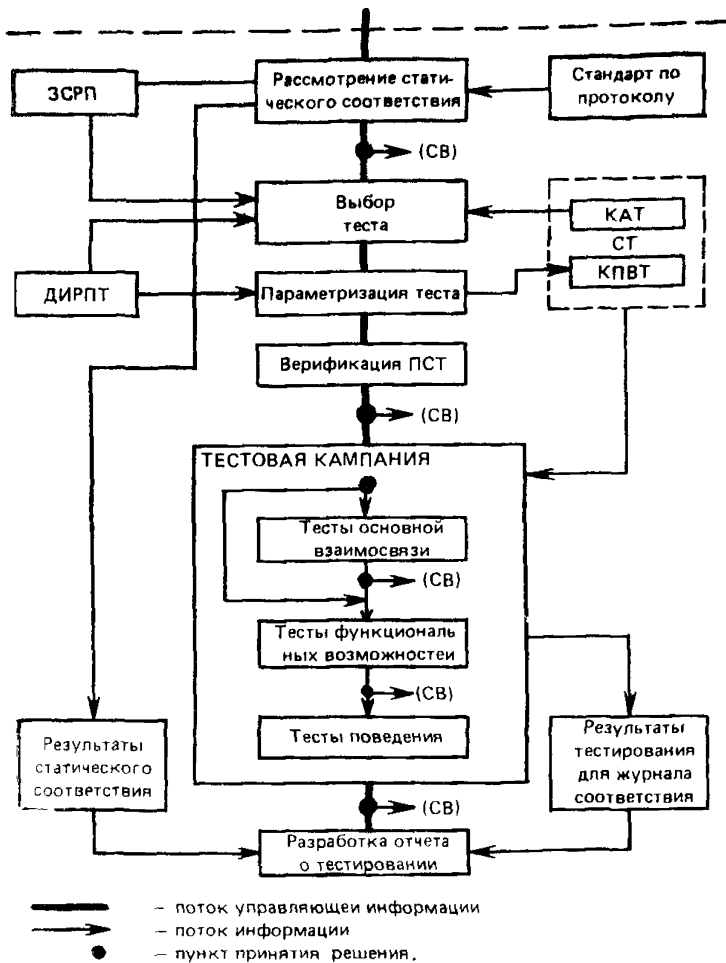 Рассмотрение стати-
ческого соответствия
ЗСРП
Стандарт по
протоколу
(СВ)
Выбор
теста
КАТ
СТ
КПВТ
ДИРПТ
Параметризация теста
Верификация ПСТ
(СВ)
ТЕСТОВАЯ КАМПАНИЯ
Тесты основной
взаимосвязи
(СВ)
Тесты функциональ
ных возможностей
(СВ)
Тесты поведения
Результаты
статического
соответствия
Результаты
тестирования
для журнала
соответствия
(СВ)
Разработка отчета
о тестировании
– поток управляющей информации
– поток информации
– пункт принятия решения.